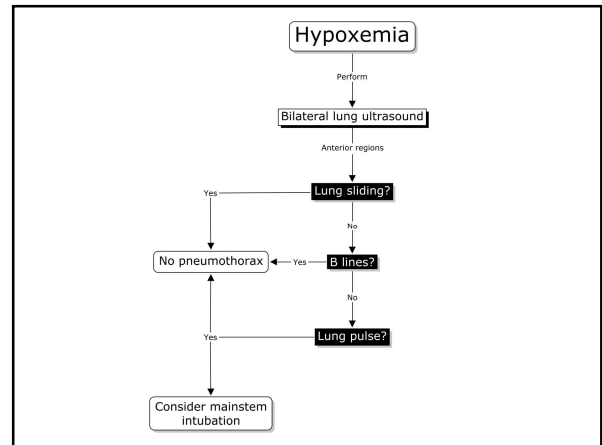 Hypoxemia
Perform
Bilateral lung ultrasound
Anterior regions
Lung sliding?
Yes
No
No pneumothorax
Yes
B lines?
No
Lung pulse?
Yes
Consider mainstem
intubation